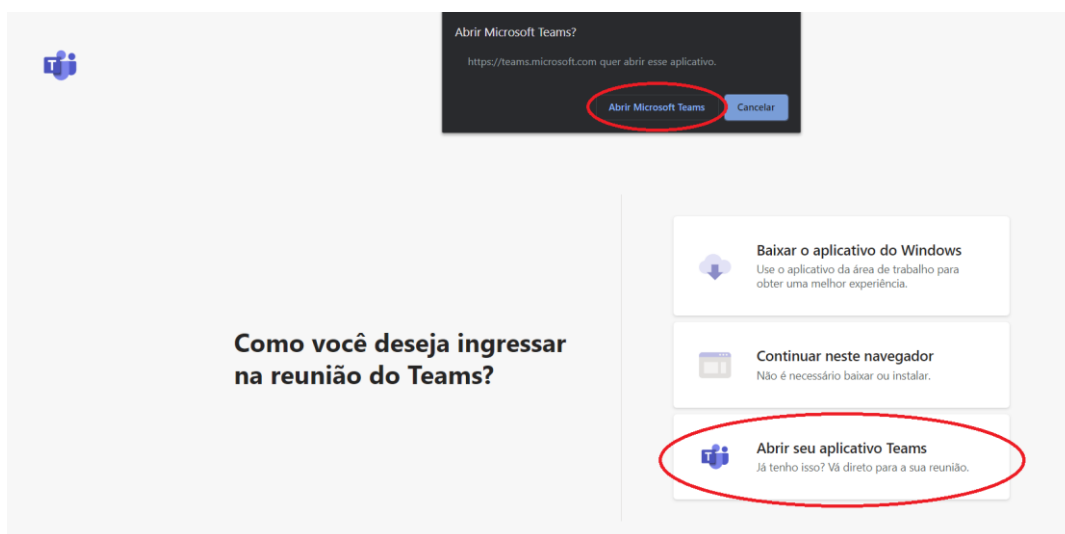 Abrir Microsoft Teams?
https://teams.microsoft.com quer abrir esse aplicativo.
Abrir Microsoft Teams
Cancelar
Baixar o aplicativo do Windows
Use o aplicativo da área de trabalho para
obter uma melhor experiência.
Como você deseja ingressar
na reunião do Teams?
Continuar neste navegador
Não é necessário baixar ou instalar.
Abrir seu aplicativo Teams
Já tenho isso? Vá direto para a sua reunião.